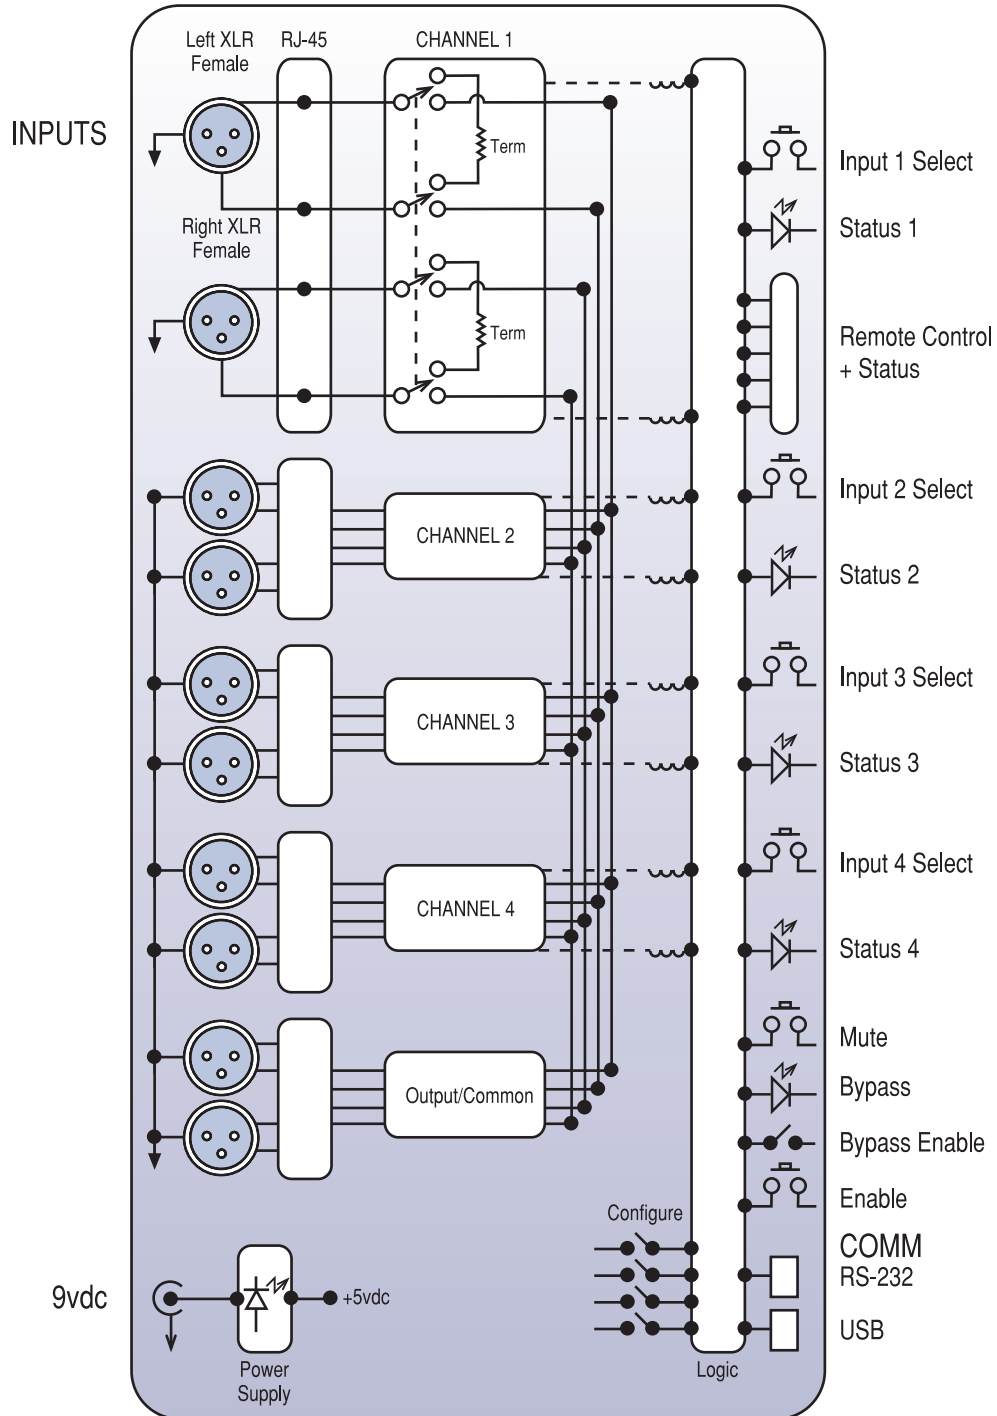 Left XLR
Female
RJ-45
CHANNEL 1
INPUTS
Term
Input 1 Select
Right XLR
Female
Status 1
Term
Remote Control
+ Status
Input 2 Select
CHANNEL 2
Status 2
Input 3 Select
CHANNEL 3
Status 3
Input 4 Select
CHANNEL 4
Status 4
Mute
Output/Common
Bypass
Bypass Enable
Enable
Configure
COMM
RS-232
9vdc
+5vdc
USB
Power
Supply
Logic